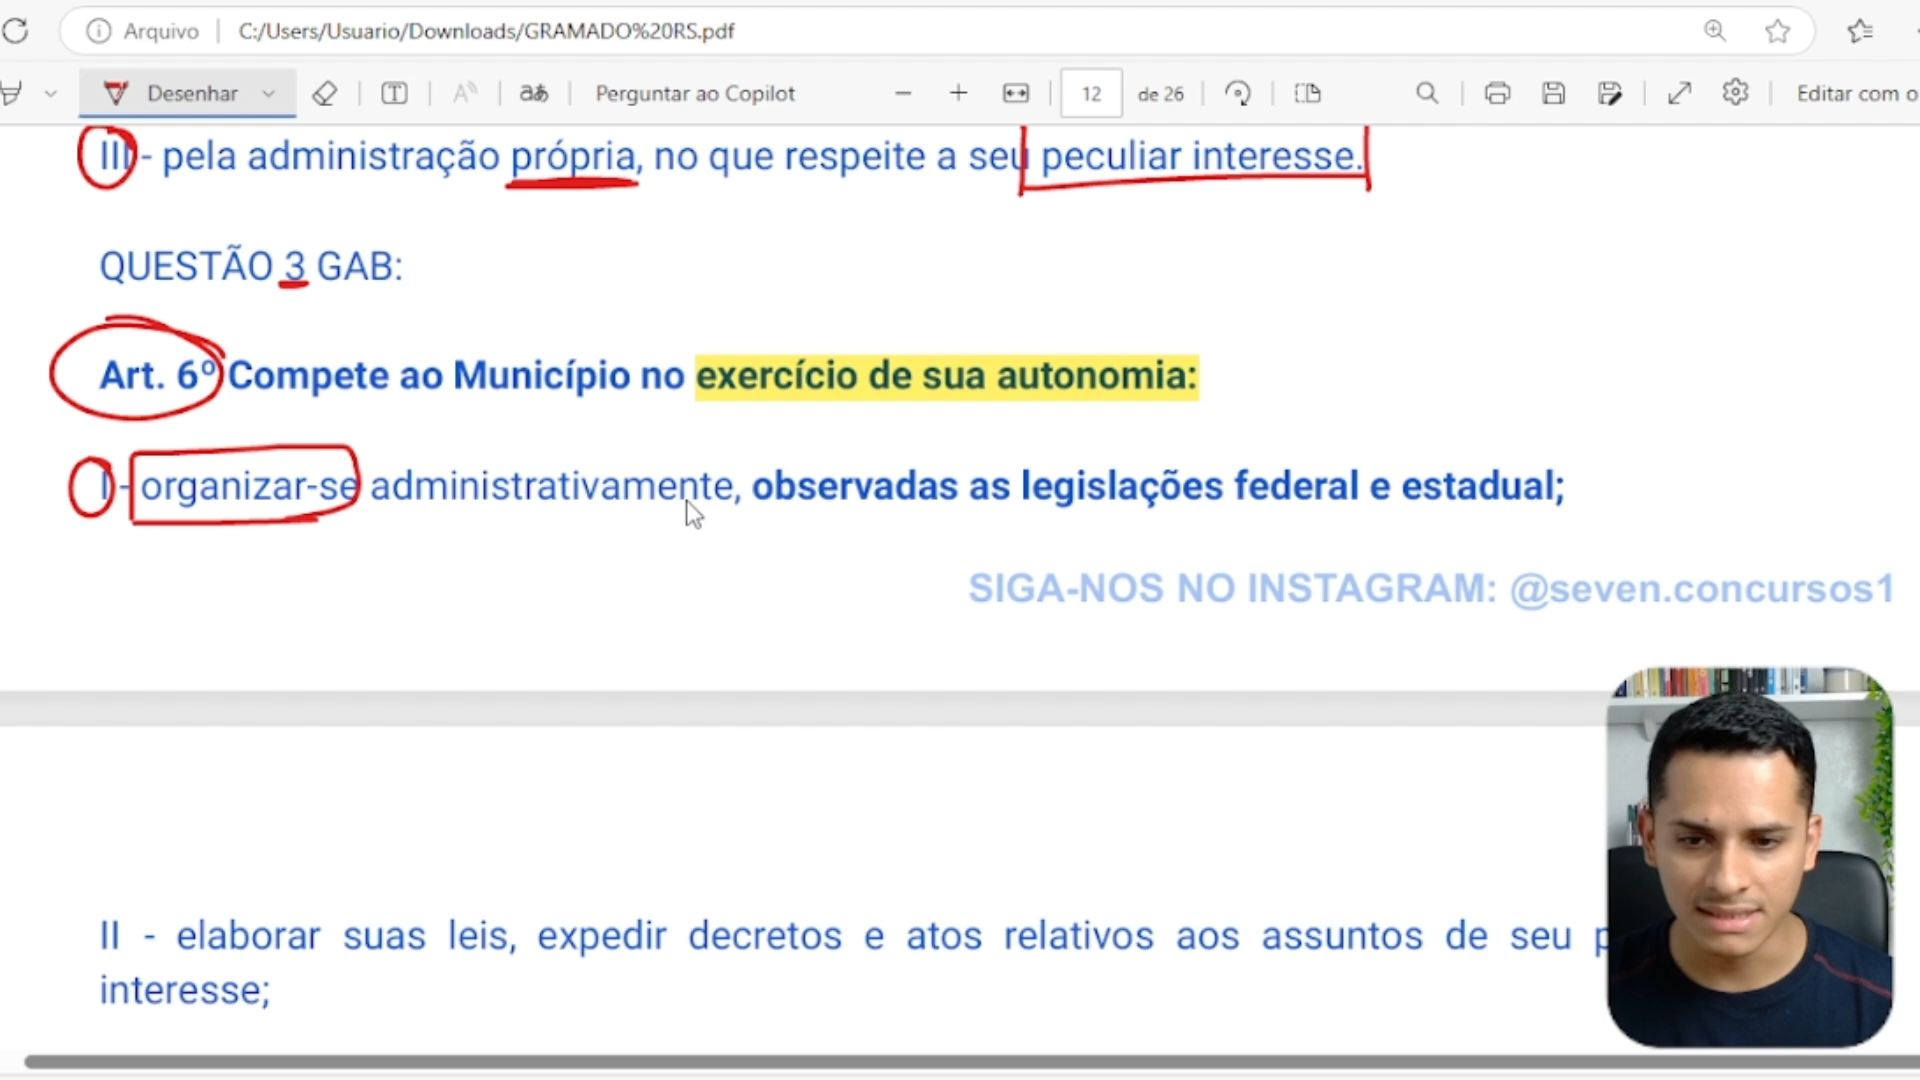 Arquivo | C:/Users/Usuario/Downloads/GRAMADO%20RS.pdf
Desenhar aあ Perguntar ao Copilot 12 de 26 Editar com o
III - pela administração própria, no que respeite a seu peculiar interesse.
QUESTÃO 3 GAB:
Art. 6º Compete ao Município no exercício de sua autonomia:
I - organizar-se administrativamente, observadas as legislações federal e estadual;
SIGA-NOS NO INSTAGRAM: @seven.concursos1
II - elaborar suas leis, expedir decretos e atos relativos aos assuntos de seu
interesse;